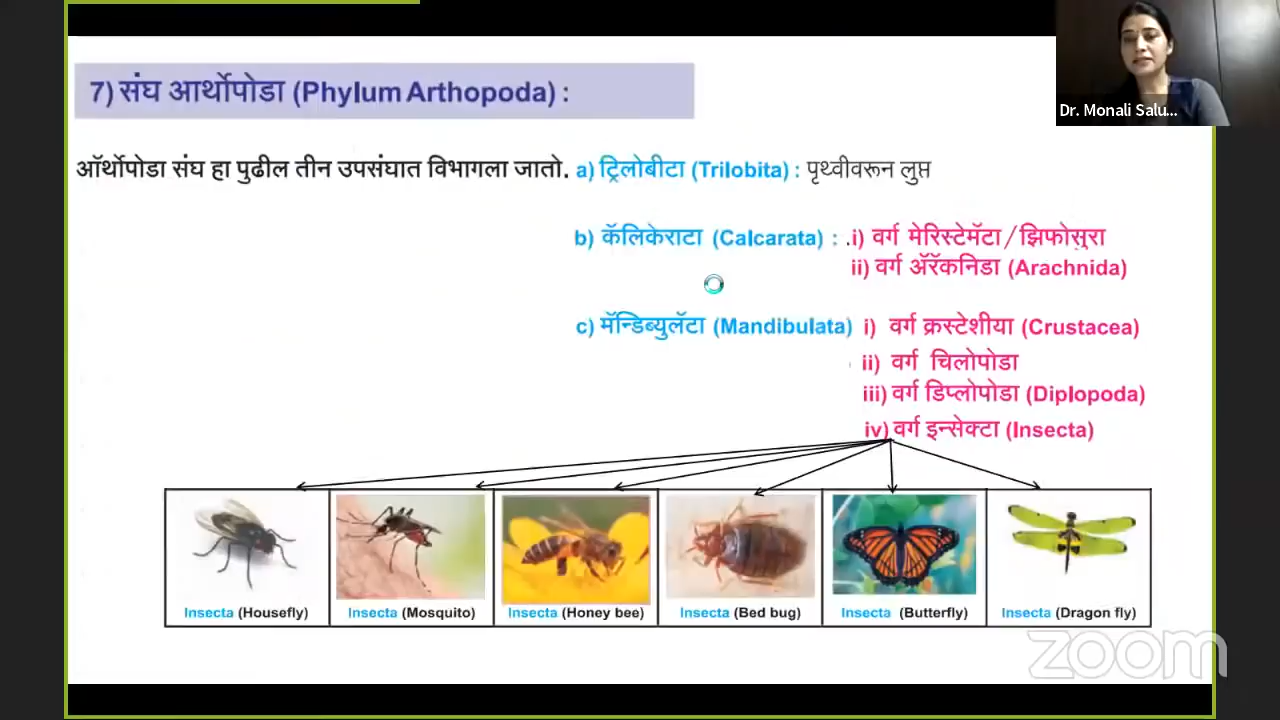 Dr. Monali Salu...
7) संघ आर्थोपोडा (Phylum Arthopoda) :
ऑर्थोपोडा संघ हा पुढील तीन उपसंघात विभागला जातो. a) ट्रिलोबीटा (Trilobita) : पृथ्वीवरून लुप्त
b) कॅलिकेराटा (Calcarata) : .i) वर्ग मेरिस्टेमॅटा/झिफोसुरा
ii) वर्ग ॲरॅकनिडा (Arachnida)
c) मॅन्डिब्युलॅटा (Mandibulata) i) वर्ग क्रस्टेशीया (Crustacea)
ii) वर्ग चिलोपोडा
iii) वर्ग डिप्लोपोडा (Diplopoda)
iv) वर्ग इन्सेक्टा (Insecta)
Insecta (Housefly) Insecta (Mosquito) Insecta (Honey bee) Insecta (Bed bug) Insecta (Butterfly) Insecta (Dragon fly)
zoom